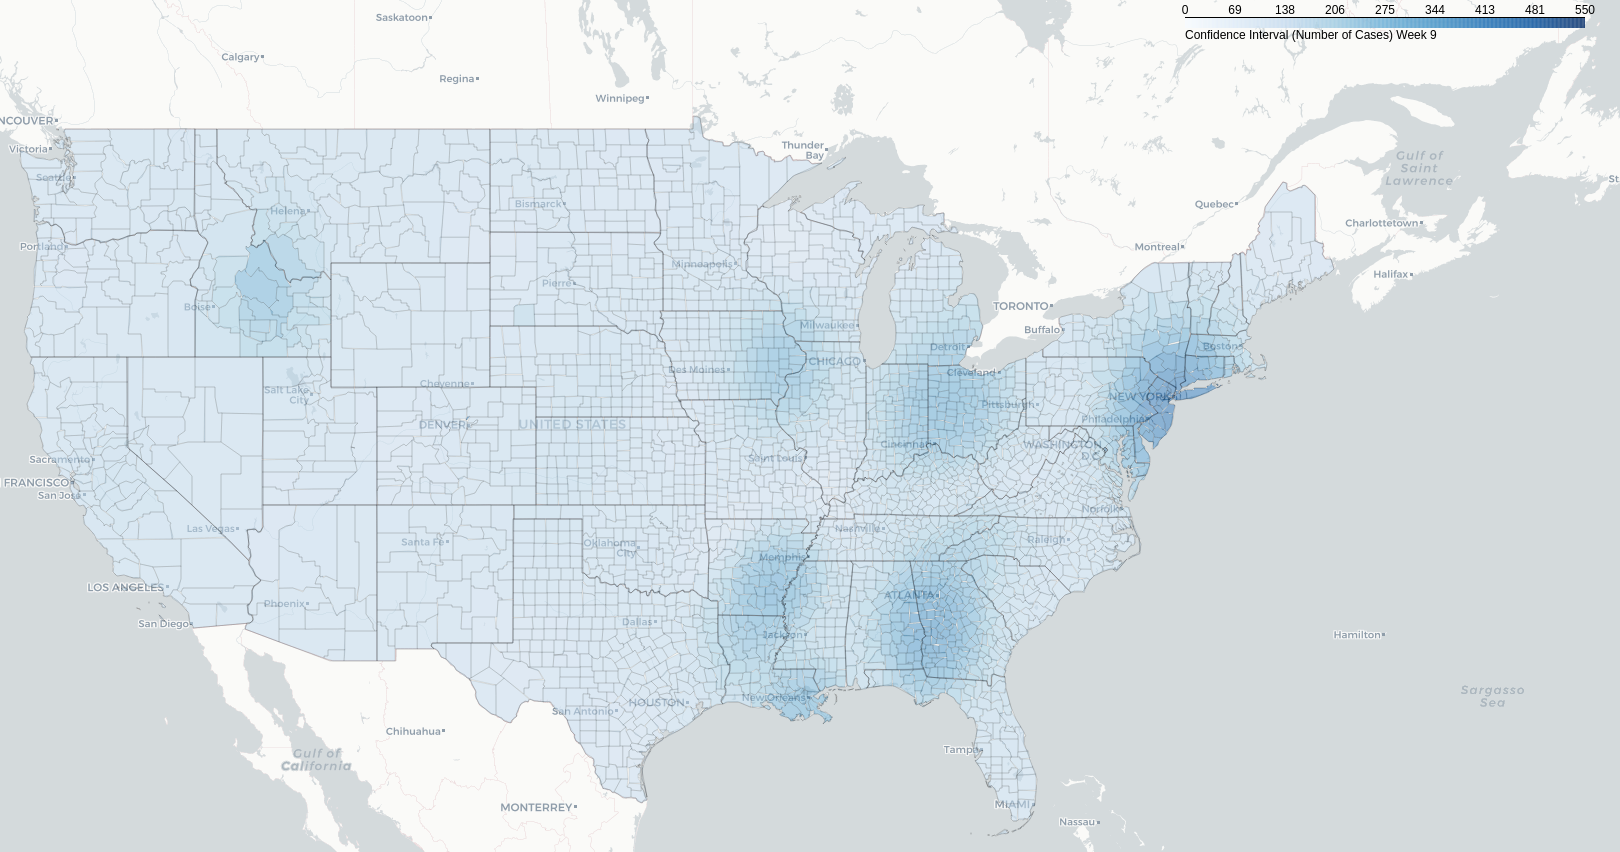 0 69 138 206 275 344 413 481 550
Confidence Interval (Number of Cases) Week 9
Saskatoon
Calgary
Regina
Winnipeg
NCOUVER
Victoria
Thunder
Bay
Gulf of
Saint
Lawrence
St
Seattle
Quebec
Bismarck
Helena
Charlottetown
Portland
Montreal
Minneapolis
Halifax
Pierre
Boise
TORONTO
Milwaukee
Buffalo
Detroit
Boston
CHICAGO
Des Moines
Cleveland
Cheyenne
Salt Lake
City
NEW YORK
Pittsburgh
Philadelphia
DENVER
UNITED STATES
Cincinnati
WASHINGTON
D.C.
Sacramento
Saint Louis
FRANCISCO
San Jose
Norfolk
Las Vegas
Nashville
Santa Fe
Oklahoma
City
Raleigh
Memphis
LOS ANGELES
ATLANTA
Phoenix
San Diego
Dallas
Jackson
Hamilton
Sargasso
Sea
New Orleans
HOUSTON
San Antonio
Chihuahua
Gulf of
California
Tampa
MONTERREY
MIAMI
Nassau